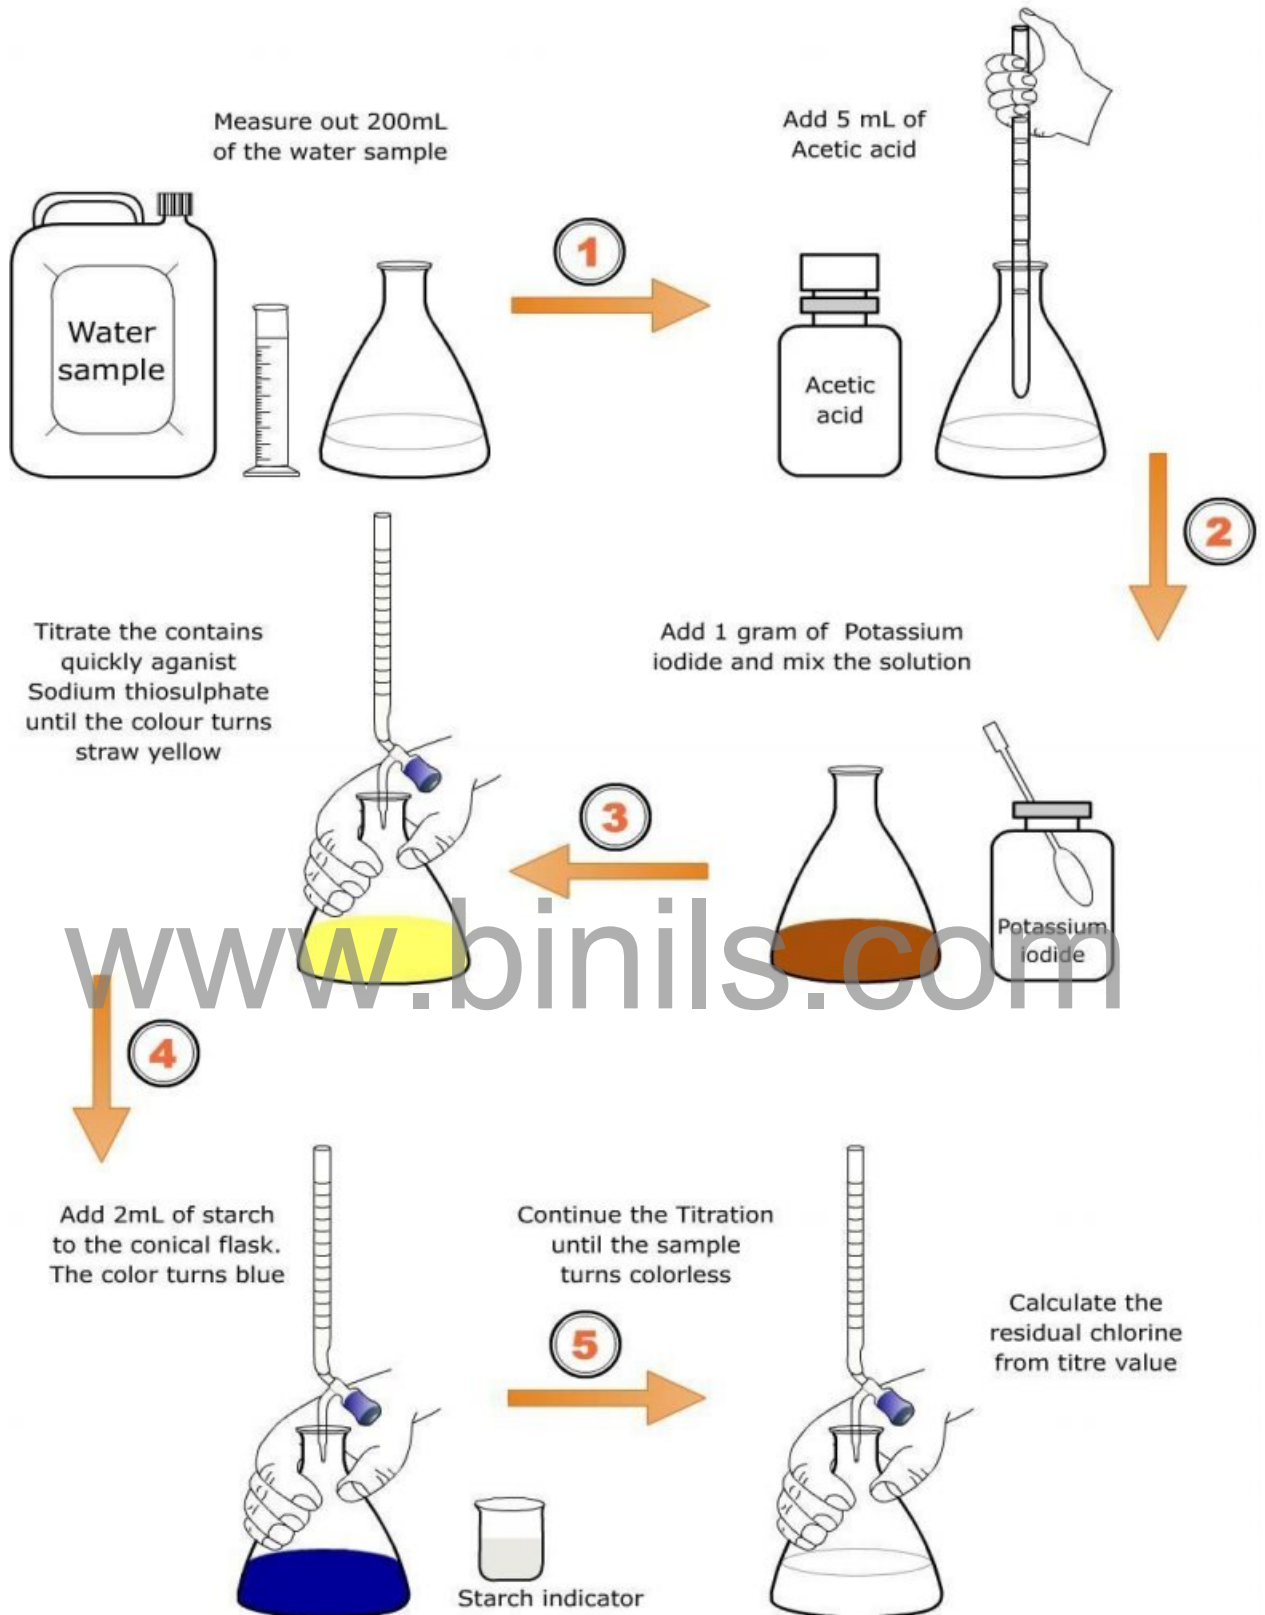 Measure out 200mL
of the water sample
Add 5 mL of
Acetic acid
Water
sample
1
Acetic
acid
2
Add 1 gram of Potassium
iodide and mix the solution
Potassium
iodide
3
Titrate the contains
quickly aganist
Sodium thiosulphate
until the colour turns
straw yellow
www.binils.com
4
Add 2mL of starch
to the conical flask.
The color turns blue
Starch indicator
5
Continue the Titration
until the sample
turns colorless
Calculate the
residual chlorine
from titre value